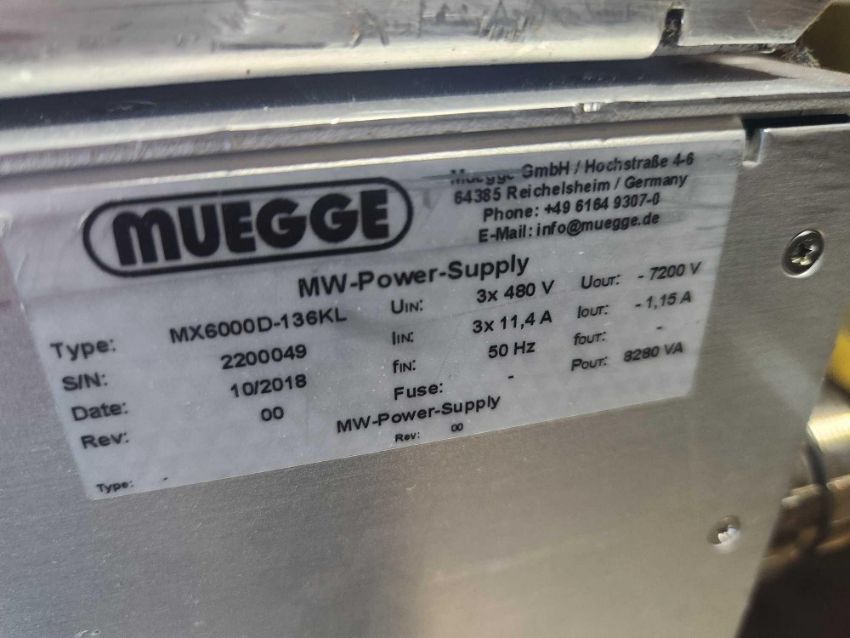 MUEGGE
Muegge GmbH / Hochstraße 4-6
64385 Reichelsheim / Germany
Phone: +49 6164 9307-0
E-Mail: info@muegge.de
MW-Power-Supply
Type: MX6000D-136KL UIN: 3x 480 V UOUT: - 7200 V
S/N: 2200049 IIN: 3x 11,4 A IOUT: - 1,15 A
Date: 10/2018 fIN: 50 Hz fOUT: -
Rev: 00 Fuse: - POUT: 8280 VA
MW-Power-Supply
Type: - Rev: 00